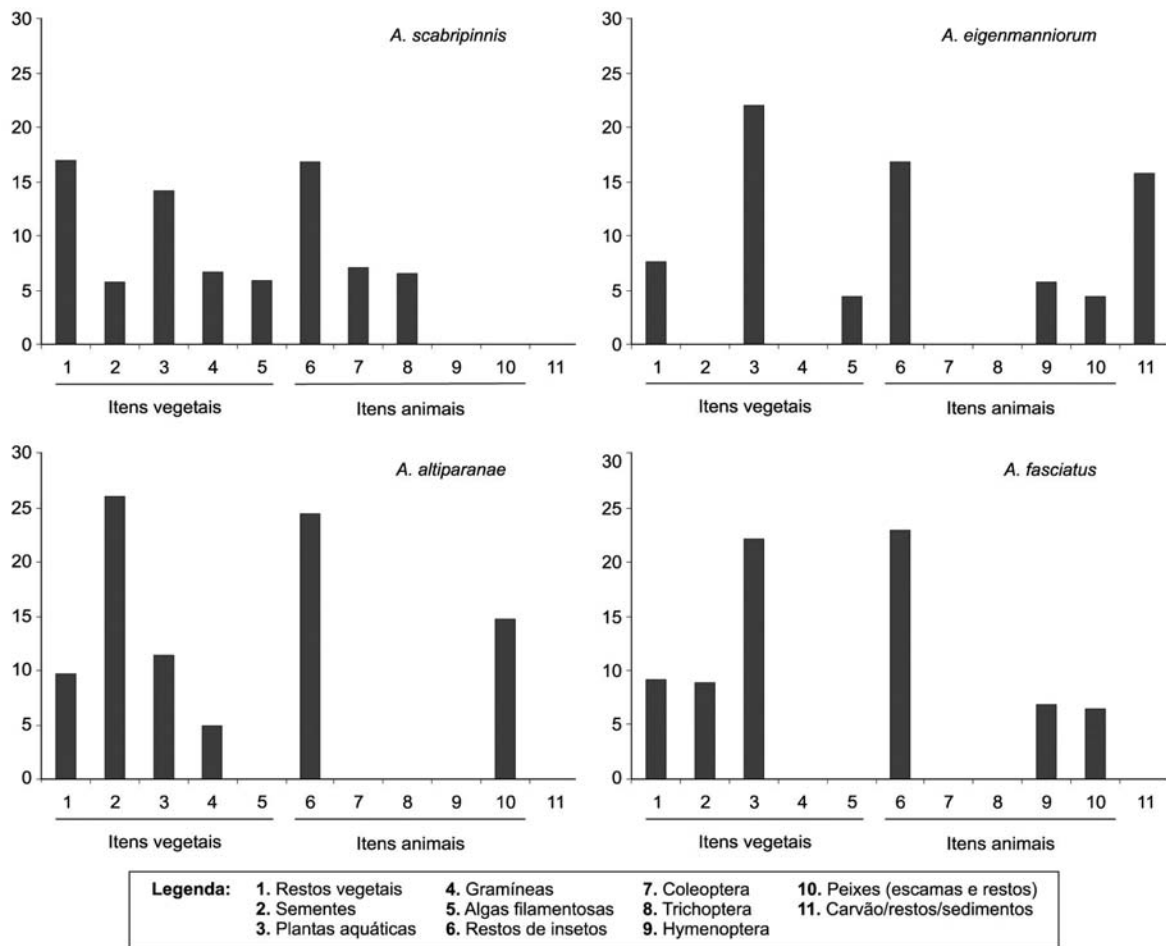 A. scabripinnis
30
25
20
15
10
5
0
1 2 3 4 5 6 7 8 9 10 11
Itens vegetais Itens animais
A. eigenmanniorum
30
25
20
15
10
5
0
1 2 3 4 5 6 7 8 9 10 11
Itens vegetais Itens animais
A. altiparanae
30
25
20
15
10
5
0
1 2 3 4 5 6 7 8 9 10 11
Itens vegetais Itens animais
A. fasciatus
30
25
20
15
10
5
0
1 2 3 4 5 6 7 8 9 10 11
Itens vegetais Itens animais
Legenda: 1. Restos vegetais 4. Gramíneas 7. Coleoptera 10. Peixes (escamas e restos)
2. Sementes 5. Algas filamentosas 8. Trichoptera 11. Carvão/restos/sedimentos
3. Plantas aquáticas 6. Restos de insetos 9. Hymenoptera